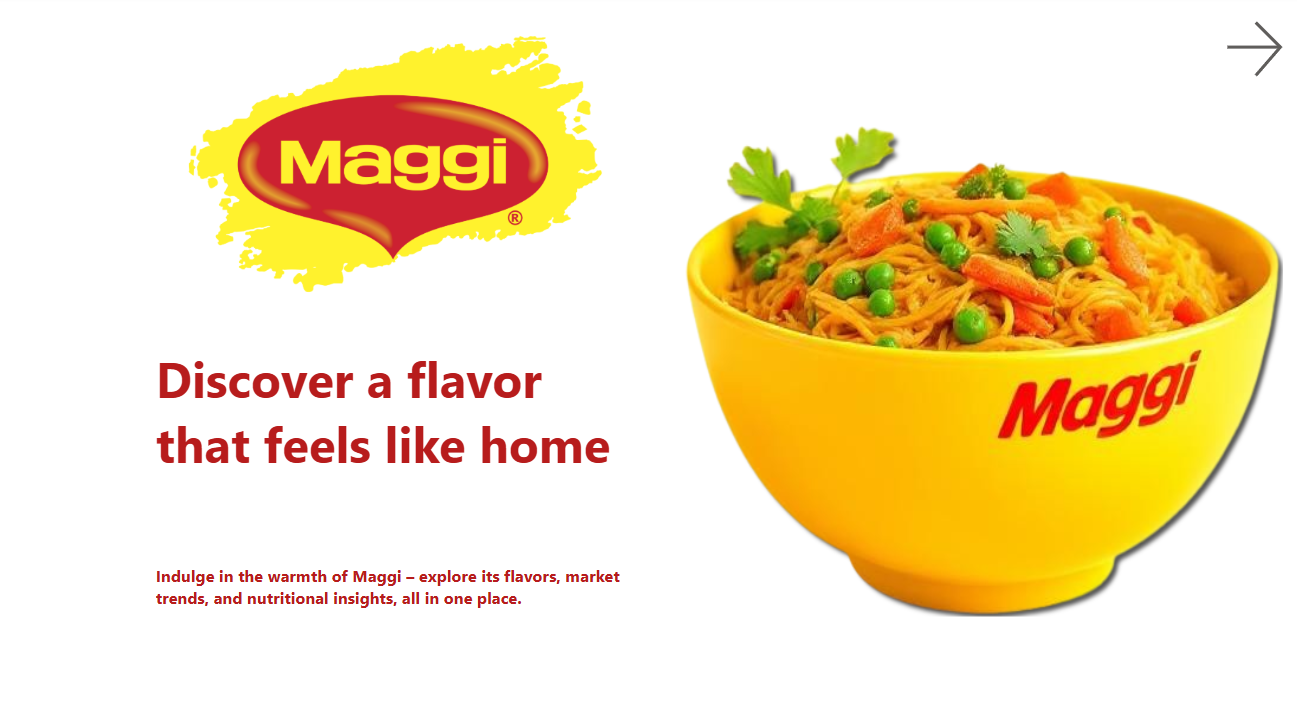 Maggi
®
Discover a flavor
that feels like home
Maggi
Indulge in the warmth of Maggi – explore its flavors, market
trends, and nutritional insights, all in one place.